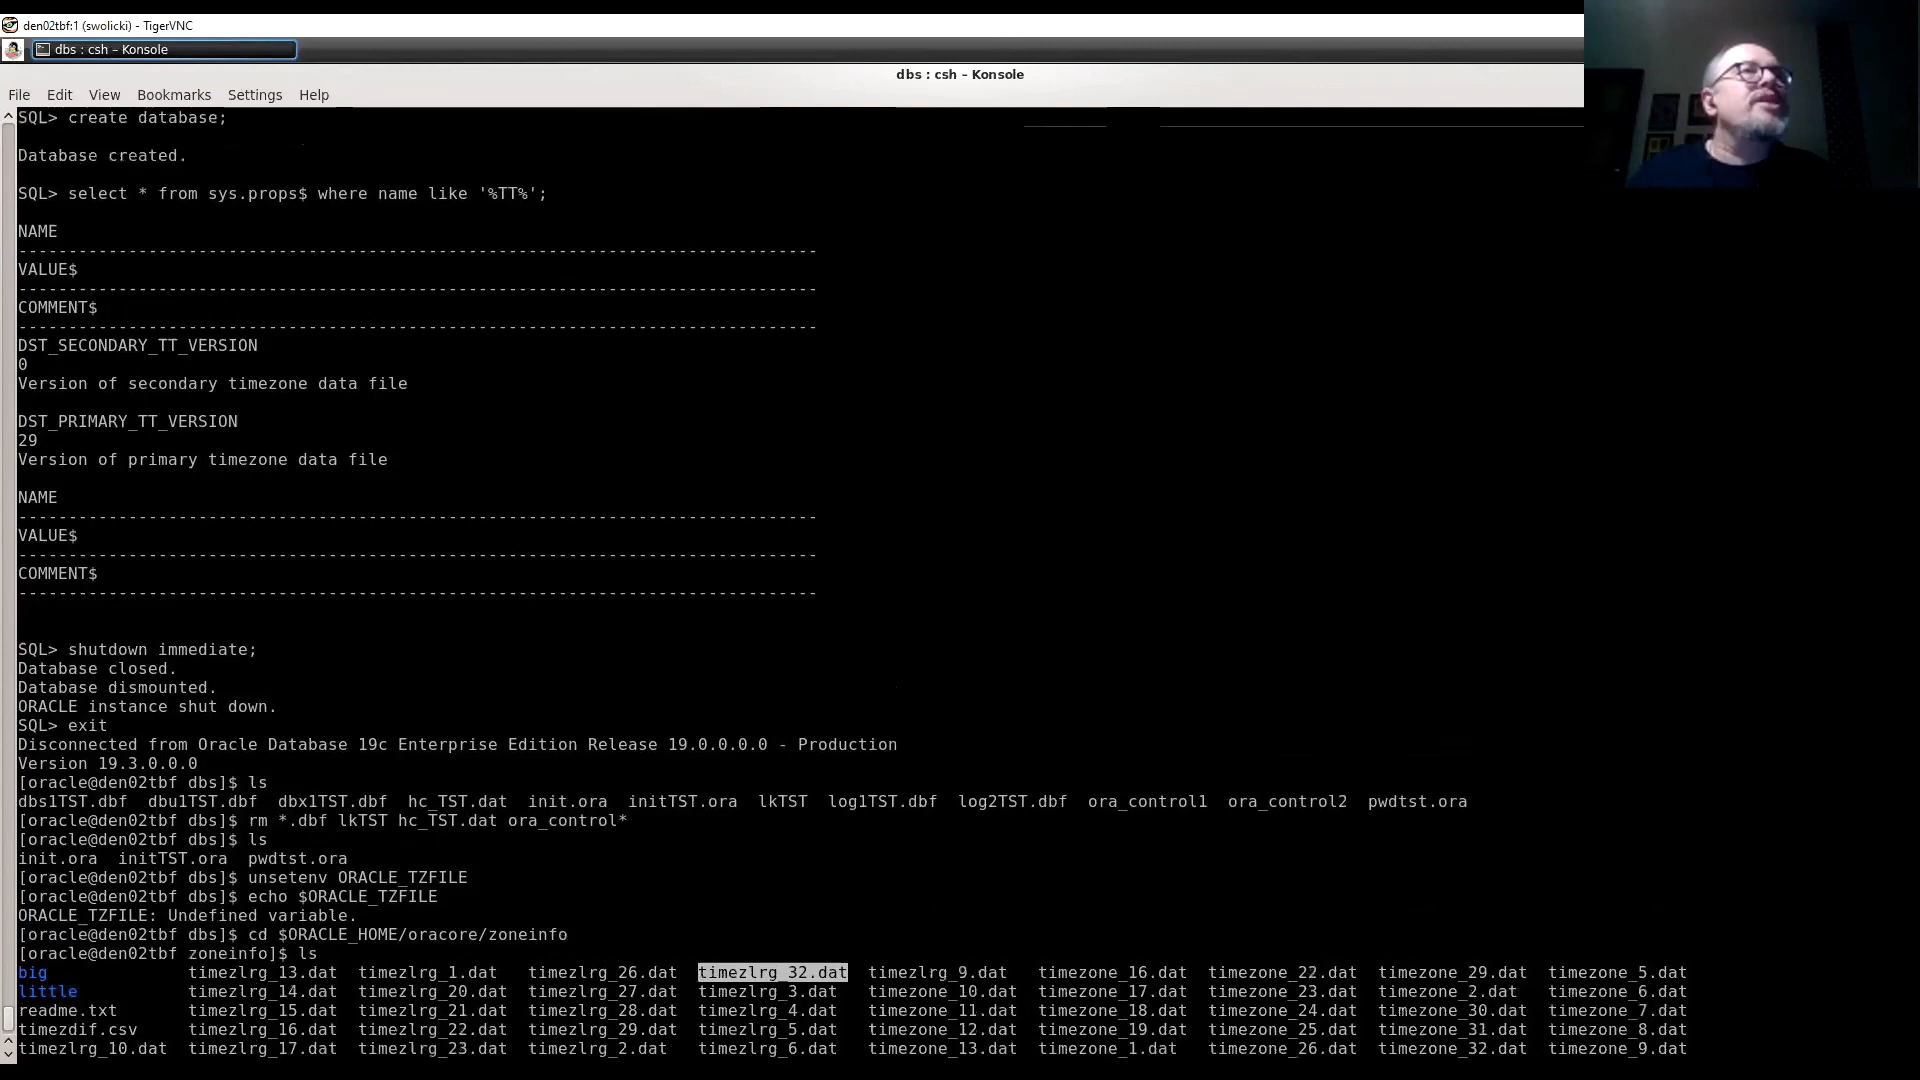 den02tbf:1 (swolicki) - TigerVNC
dbs : csh – Konsole
dbs : csh – Konsole
File Edit View Bookmarks Settings Help
SQL> create database;
Database created.
SQL> select * from sys.props$ where name like '%TT%';
NAME
--------------------------------------------------------------------------------
VALUE$
--------------------------------------------------------------------------------
COMMENT$
--------------------------------------------------------------------------------
DST_SECONDARY_TT_VERSION
0
Version of secondary timezone data file
DST_PRIMARY_TT_VERSION
29
Version of primary timezone data file
NAME
--------------------------------------------------------------------------------
VALUE$
--------------------------------------------------------------------------------
COMMENT$
--------------------------------------------------------------------------------
SQL> shutdown immediate;
Database closed.
Database dismounted.
ORACLE instance shut down.
SQL> exit
Disconnected from Oracle Database 19c Enterprise Edition Release 19.0.0.0.0 - Production
Version 19.3.0.0.0
[oracle@den02tbf dbs]$ ls
dbs1TST.dbf dbu1TST.dbf dbx1TST.dbf hc_TST.dat init.ora initTST.ora lkTST log1TST.dbf log2TST.dbf ora_control1 ora_control2 pwdtst.ora
[oracle@den02tbf dbs]$ rm *.dbf lkTST hc_TST.dat ora_control*
[oracle@den02tbf dbs]$ ls
init.ora initTST.ora pwdtst.ora
[oracle@den02tbf dbs]$ unsetenv ORACLE_TZFILE
[oracle@den02tbf dbs]$ echo $ORACLE_TZFILE
ORACLE_TZFILE: Undefined variable.
[oracle@den02tbf dbs]$ cd $ORACLE_HOME/oracore/zoneinfo
[oracle@den02tbf zoneinfo]$ ls
big timezlrg_13.dat timezlrg_1.dat timezlrg_26.dat timezlrg_32.dat timezlrg_9.dat timezone_16.dat timezone_22.dat timezone_29.dat timezone_5.dat
little timezlrg_14.dat timezlrg_20.dat timezlrg_27.dat timezlrg_3.dat timezone_10.dat timezone_17.dat timezone_23.dat timezone_2.dat timezone_6.dat
readme.txt timezlrg_15.dat timezlrg_21.dat timezlrg_28.dat timezlrg_4.dat timezone_11.dat timezone_18.dat timezone_24.dat timezone_30.dat timezone_7.dat
timezdif.csv timezlrg_16.dat timezlrg_22.dat timezlrg_29.dat timezlrg_5.dat timezone_12.dat timezone_19.dat timezone_25.dat timezone_31.dat timezone_8.dat
timezlrg_10.dat timezlrg_17.dat timezlrg_23.dat timezlrg_2.dat timezlrg_6.dat timezone_13.dat timezone_1.dat timezone_26.dat timezone_32.dat timezone_9.dat